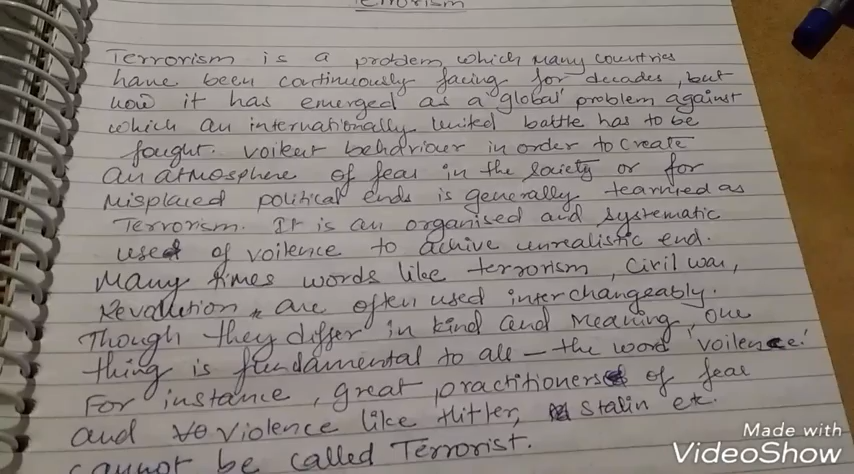 Terrorism
Terrorism is a problem which many countries
have been continuously facing for decades, but
now it has emerged as a 'global' problem against
which an internationally united battle has to be
fought. Voilent behaviour in order to create
an atmosphere of fear in the society or for
misplaced political ends is generally tearmed as
Terrorism. It is an organised and systematic
use of voilence to achive unrealistic end.
Many times words like terrorism, Civil war,
Revolution are often used interchangeably.
Though they differ in kind and Meaning, one
thing is fundamental to all – the word 'voilence'.
For instance, great practitioners of fear
and violence like Hitler, Stalin etc.
cannot be called Terrorist.
Made with
VideoShow